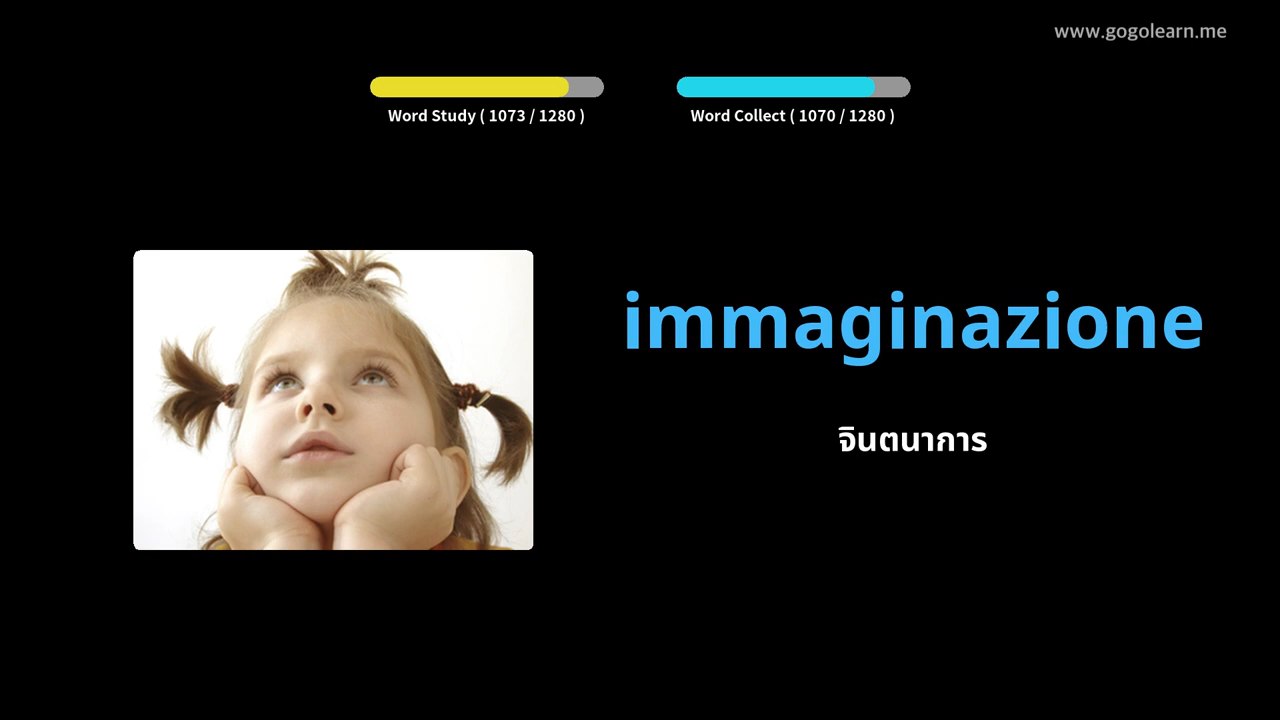 www.gogolearn.me
Word Study ( 1073 / 1280 )
Word Collect ( 1070 / 1280 )
immaginazione
จินตนาการ